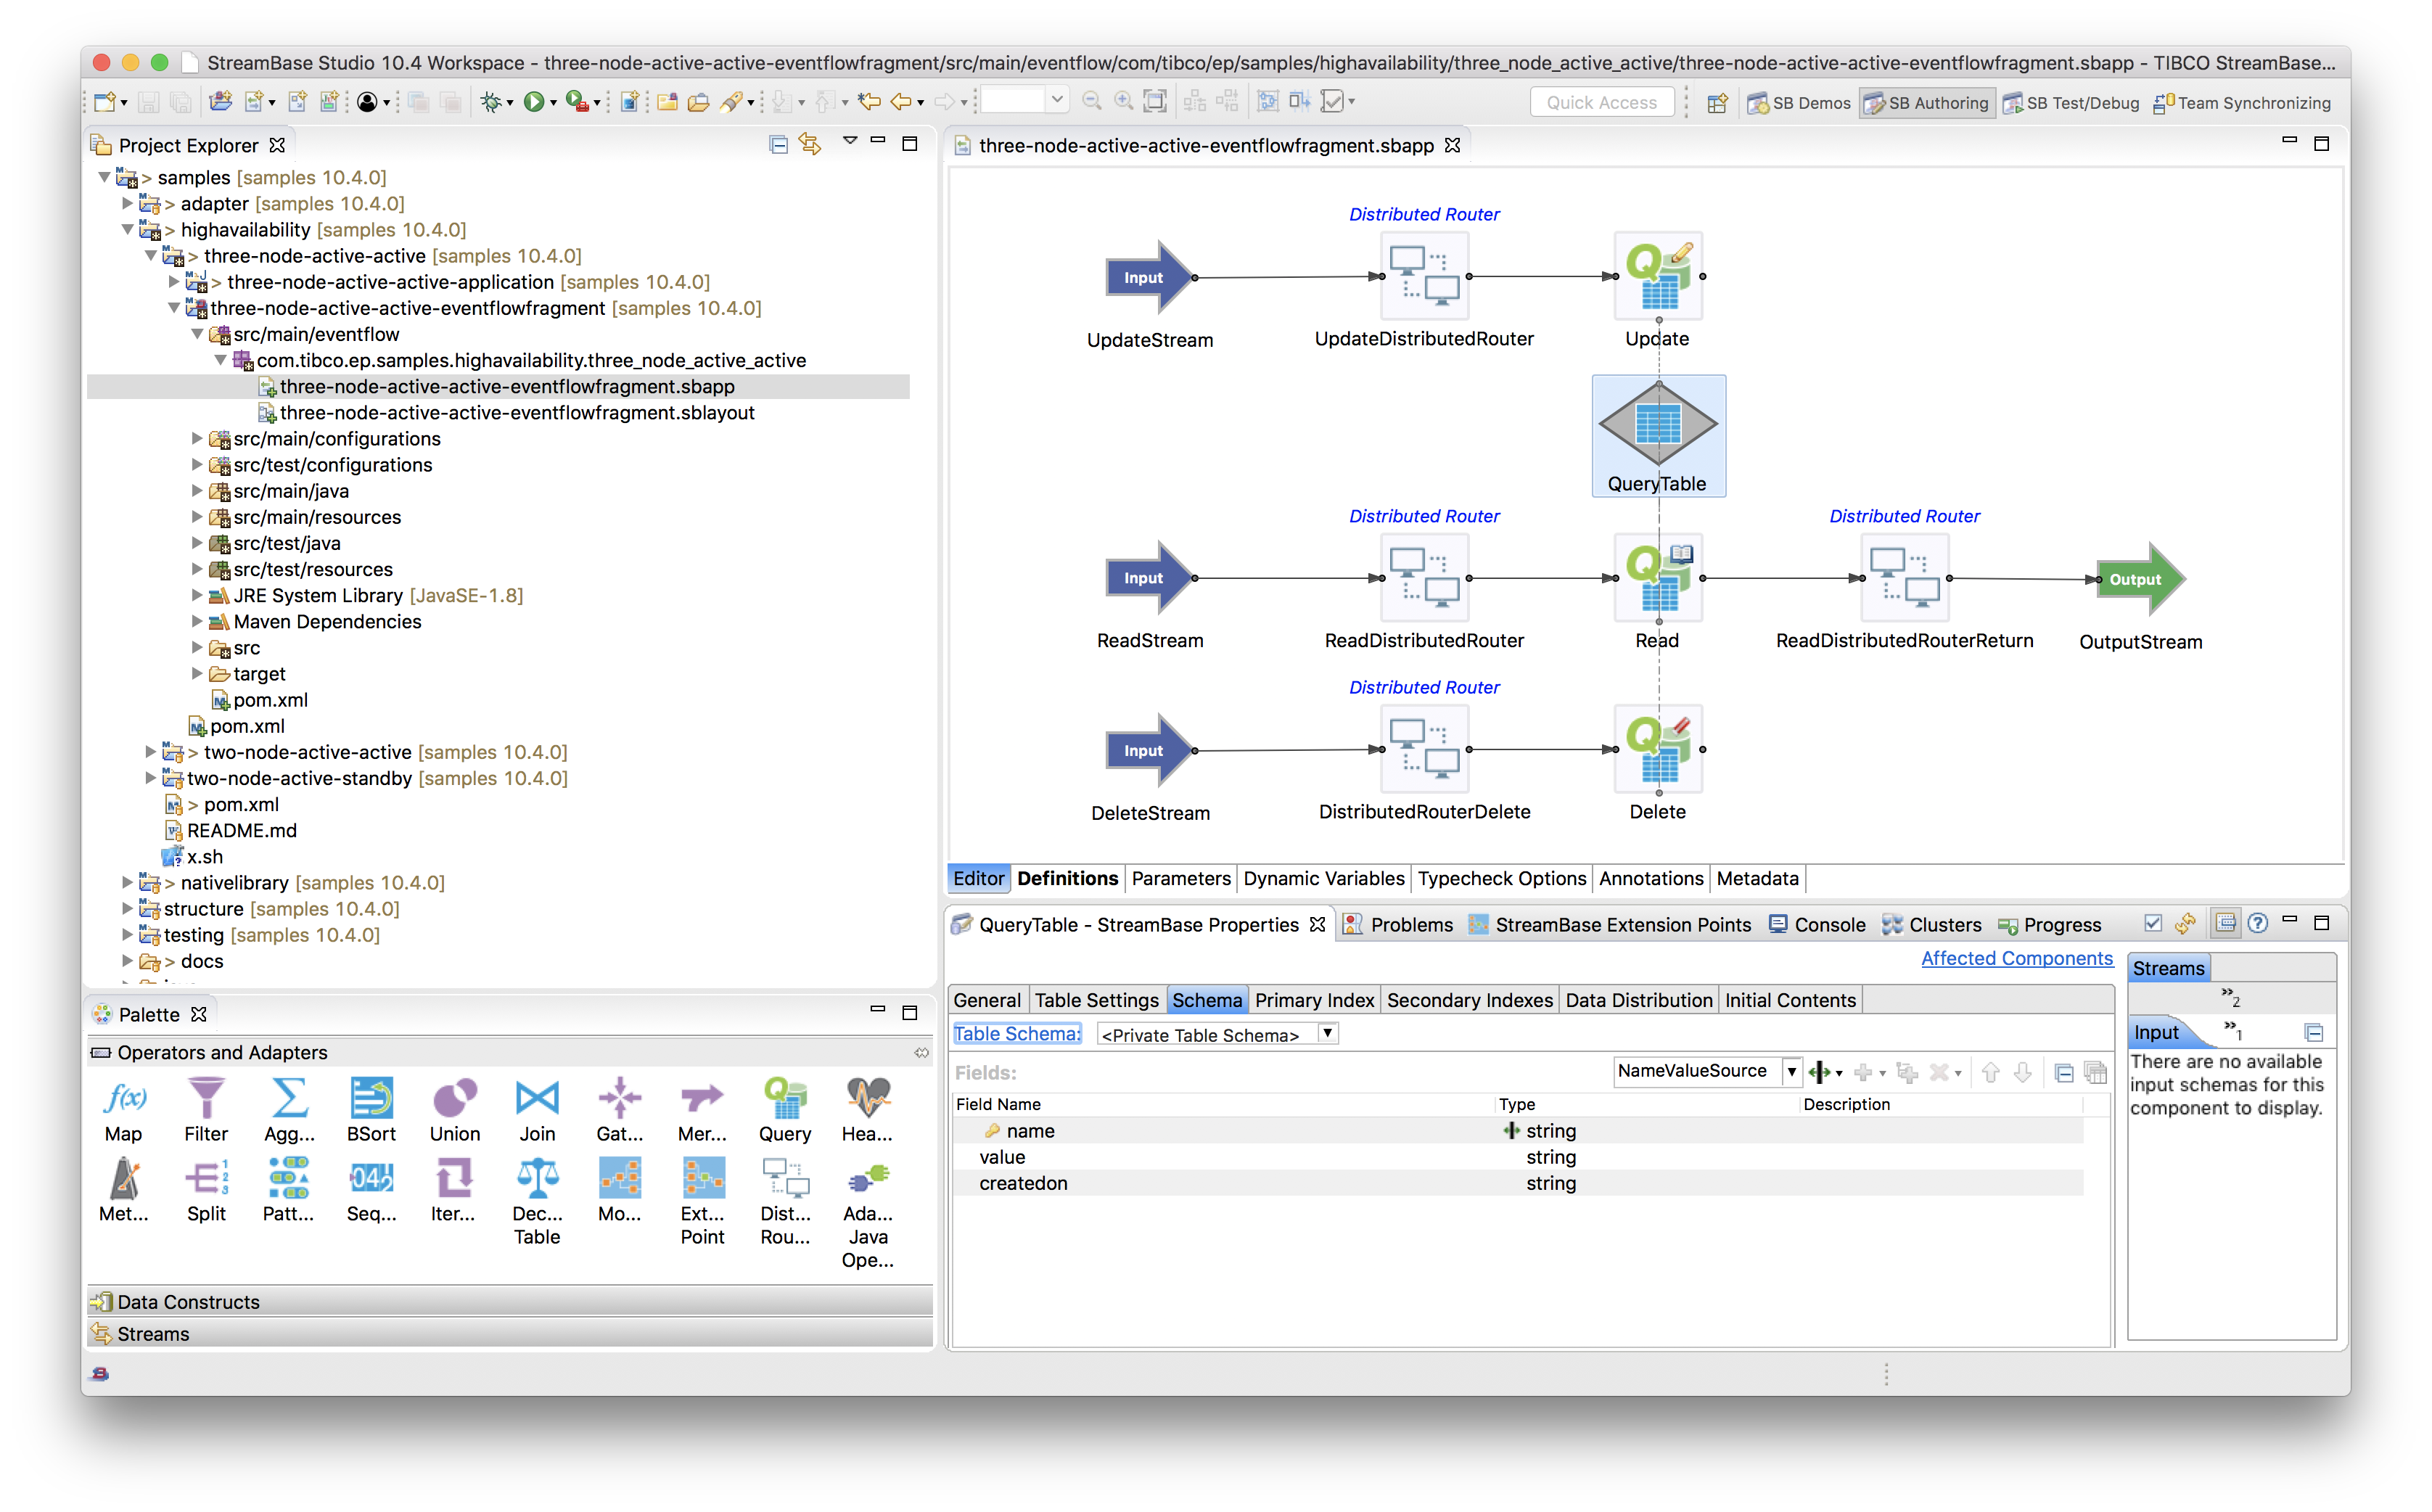 StreamBase Studio 10.4 Workspace - three-node-active-active-eventflowfragment/src/main/eventflow/com/tibco/ep/samples/highavailability/three_node_active_active/three-node-active-active-eventflowfragment.sbapp - TIBCO StreamBase...
Quick Access
SB Demos
SB Authoring
SB Test/Debug
Team Synchronizing
Project Explorer
> samples [samples 10.4.0]
> adapter [samples 10.4.0]
> highavailability [samples 10.4.0]
> three-node-active-active [samples 10.4.0]
> three-node-active-active-application [samples 10.4.0]
three-node-active-active-eventflowfragment [samples 10.4.0]
src/main/eventflow
com.tibco.ep.samples.highavailability.three_node_active_active
three-node-active-active-eventflowfragment.sbapp
three-node-active-active-eventflowfragment.sblayout
src/main/configurations
src/test/configurations
src/main/java
src/main/resources
src/test/java
src/test/resources
JRE System Library [JavaSE-1.8]
Maven Dependencies
src
target
pom.xml
pom.xml
> two-node-active-active [samples 10.4.0]
two-node-active-standby [samples 10.4.0]
> pom.xml
README.md
x.sh
> nativelibrary [samples 10.4.0]
structure [samples 10.4.0]
testing [samples 10.4.0]
> docs
Palette
Operators and Adapters
Map
Filter
Agg...
BSort
Union
Join
Gat...
Mer...
Query
Hea...
Met...
Split
Patt...
Seq...
Iter...
Dec...
Table
Mo...
Ext...
Point
Dist...
Rou...
Ada...
Java
Ope...
Data Constructs
Streams
three-node-active-active-eventflowfragment.sbapp
Distributed Router
Input
UpdateStream
UpdateDistributedRouter
Update
QueryTable
Distributed Router
Distributed Router
Input
Output
ReadStream
ReadDistributedRouter
Read
ReadDistributedRouterReturn
OutputStream
Distributed Router
Input
DeleteStream
DistributedRouterDelete
Delete
Editor
Definitions
Parameters
Dynamic Variables
Typecheck Options
Annotations
Metadata
QueryTable - StreamBase Properties
Problems
StreamBase Extension Points
Console
Clusters
Progress
Affected Components
General
Table Settings
Schema
Primary Index
Secondary Indexes
Data Distribution
Initial Contents
Table Schema:
<Private Table Schema>
Fields:
NameValueSource
Field Name
Type
Description
name
string
value
string
createdon
string
Streams
»2
Input
»1
There are no available
input schemas for this
component to display.